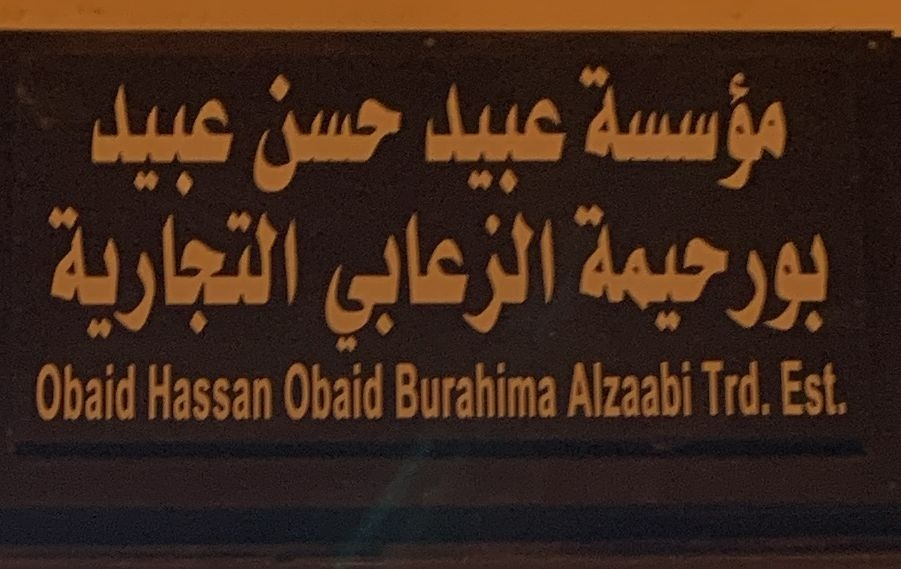 مؤسسة عبيد حسن عبيد
بورحيمة الزعابي التجارية
Obaid Hassan Obaid Burahima Alzaabi Trd. Est.